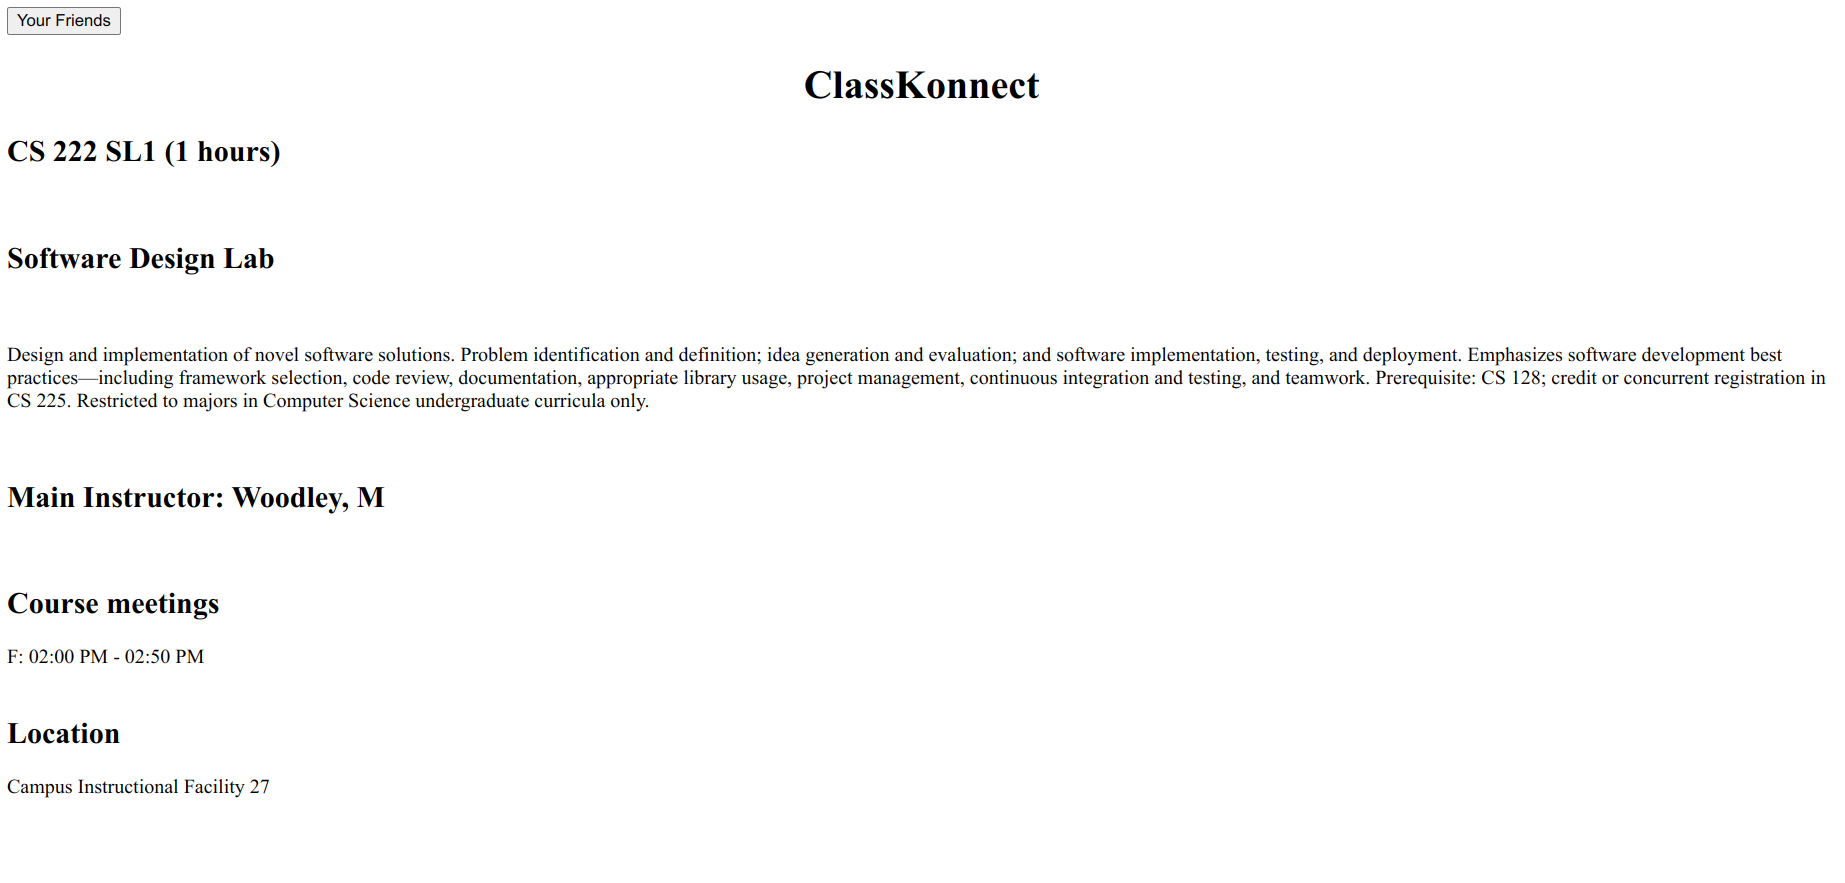 Your Friends
ClassKonnect
CS 222 SL1 (1 hours)
Software Design Lab
Design and implementation of novel software solutions. Problem identification and definition; idea generation and evaluation; and software implementation, testing, and deployment. Emphasizes software development best
practices—including framework selection, code review, documentation, appropriate library usage, project management, continuous integration and testing, and teamwork. Prerequisite: CS 128; credit or concurrent registration in
CS 225. Restricted to majors in Computer Science undergraduate curricula only.
Main Instructor: Woodley, M
Course meetings
F: 02:00 PM - 02:50 PM
Location
Campus Instructional Facility 27